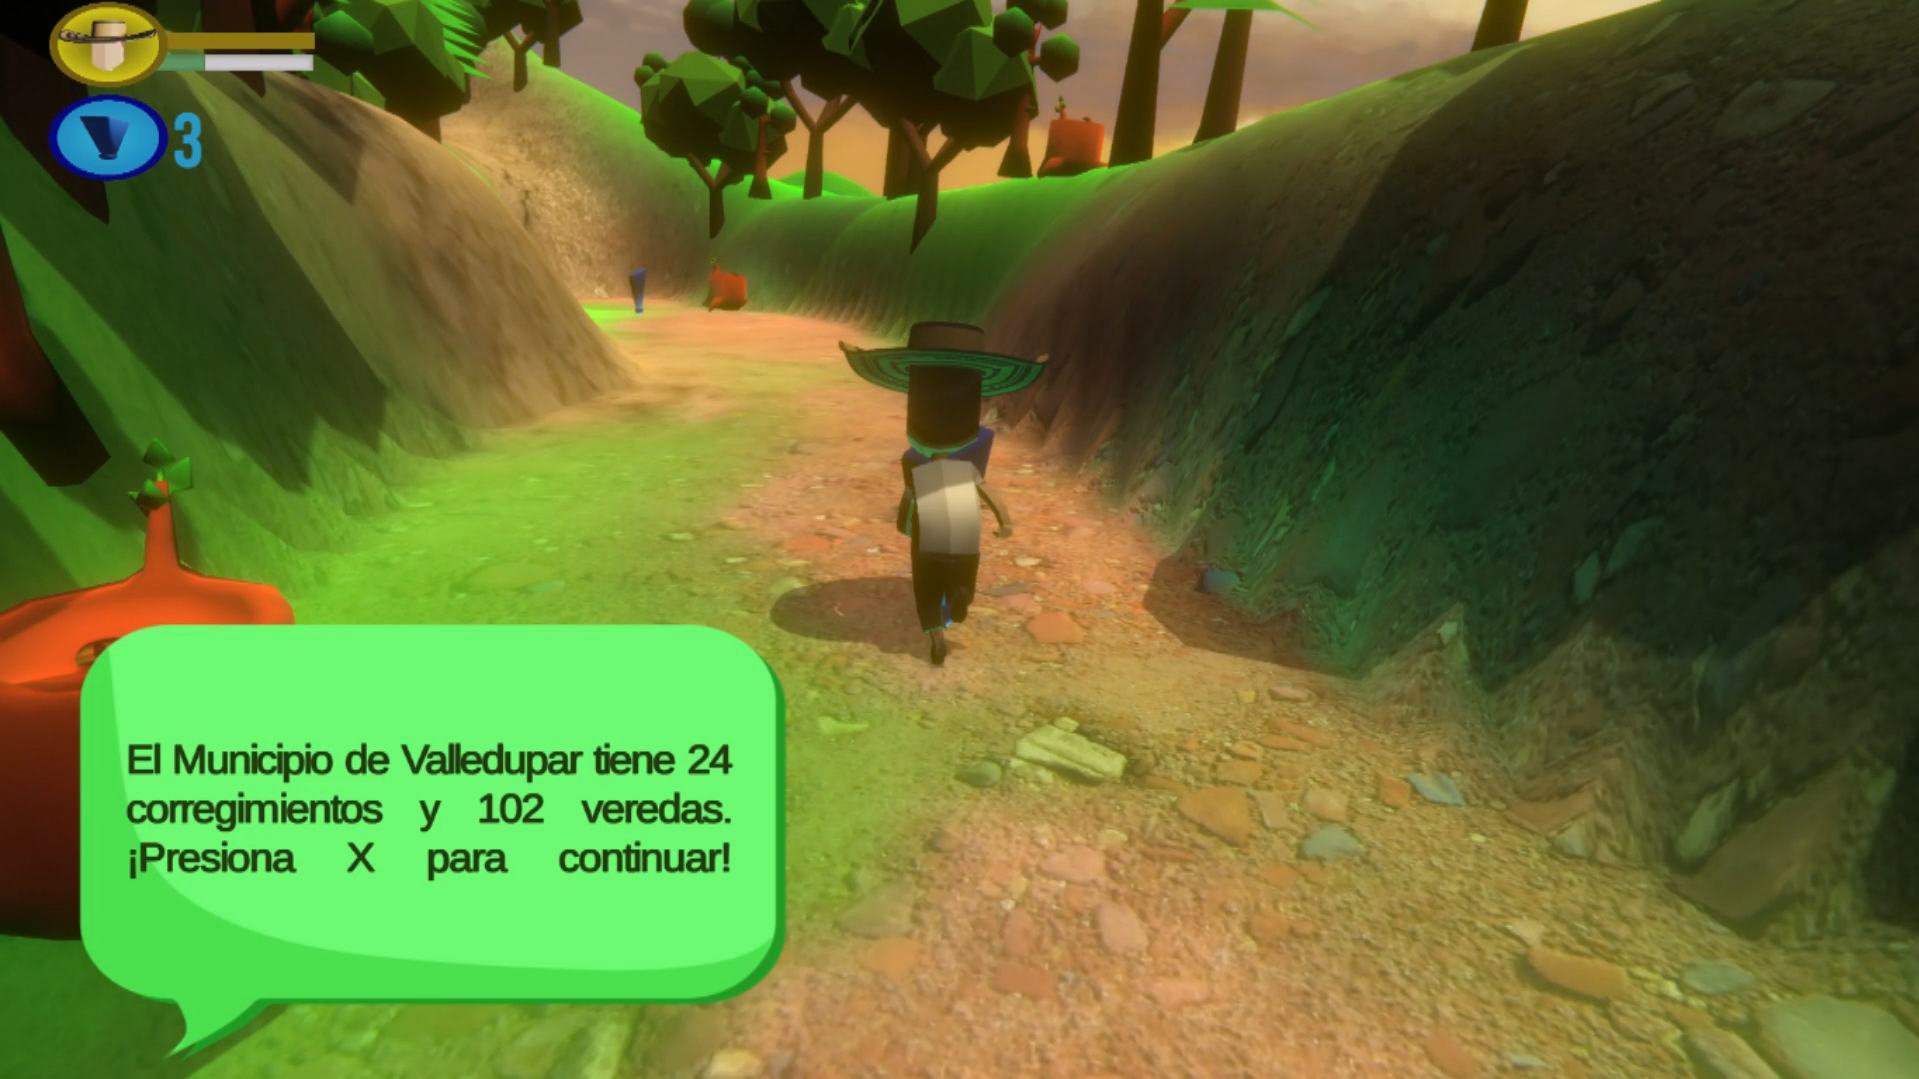 3
El Municipio de Valledupar tiene 24
corregimientos y 102 veredas.
¡Presiona X para continuar!